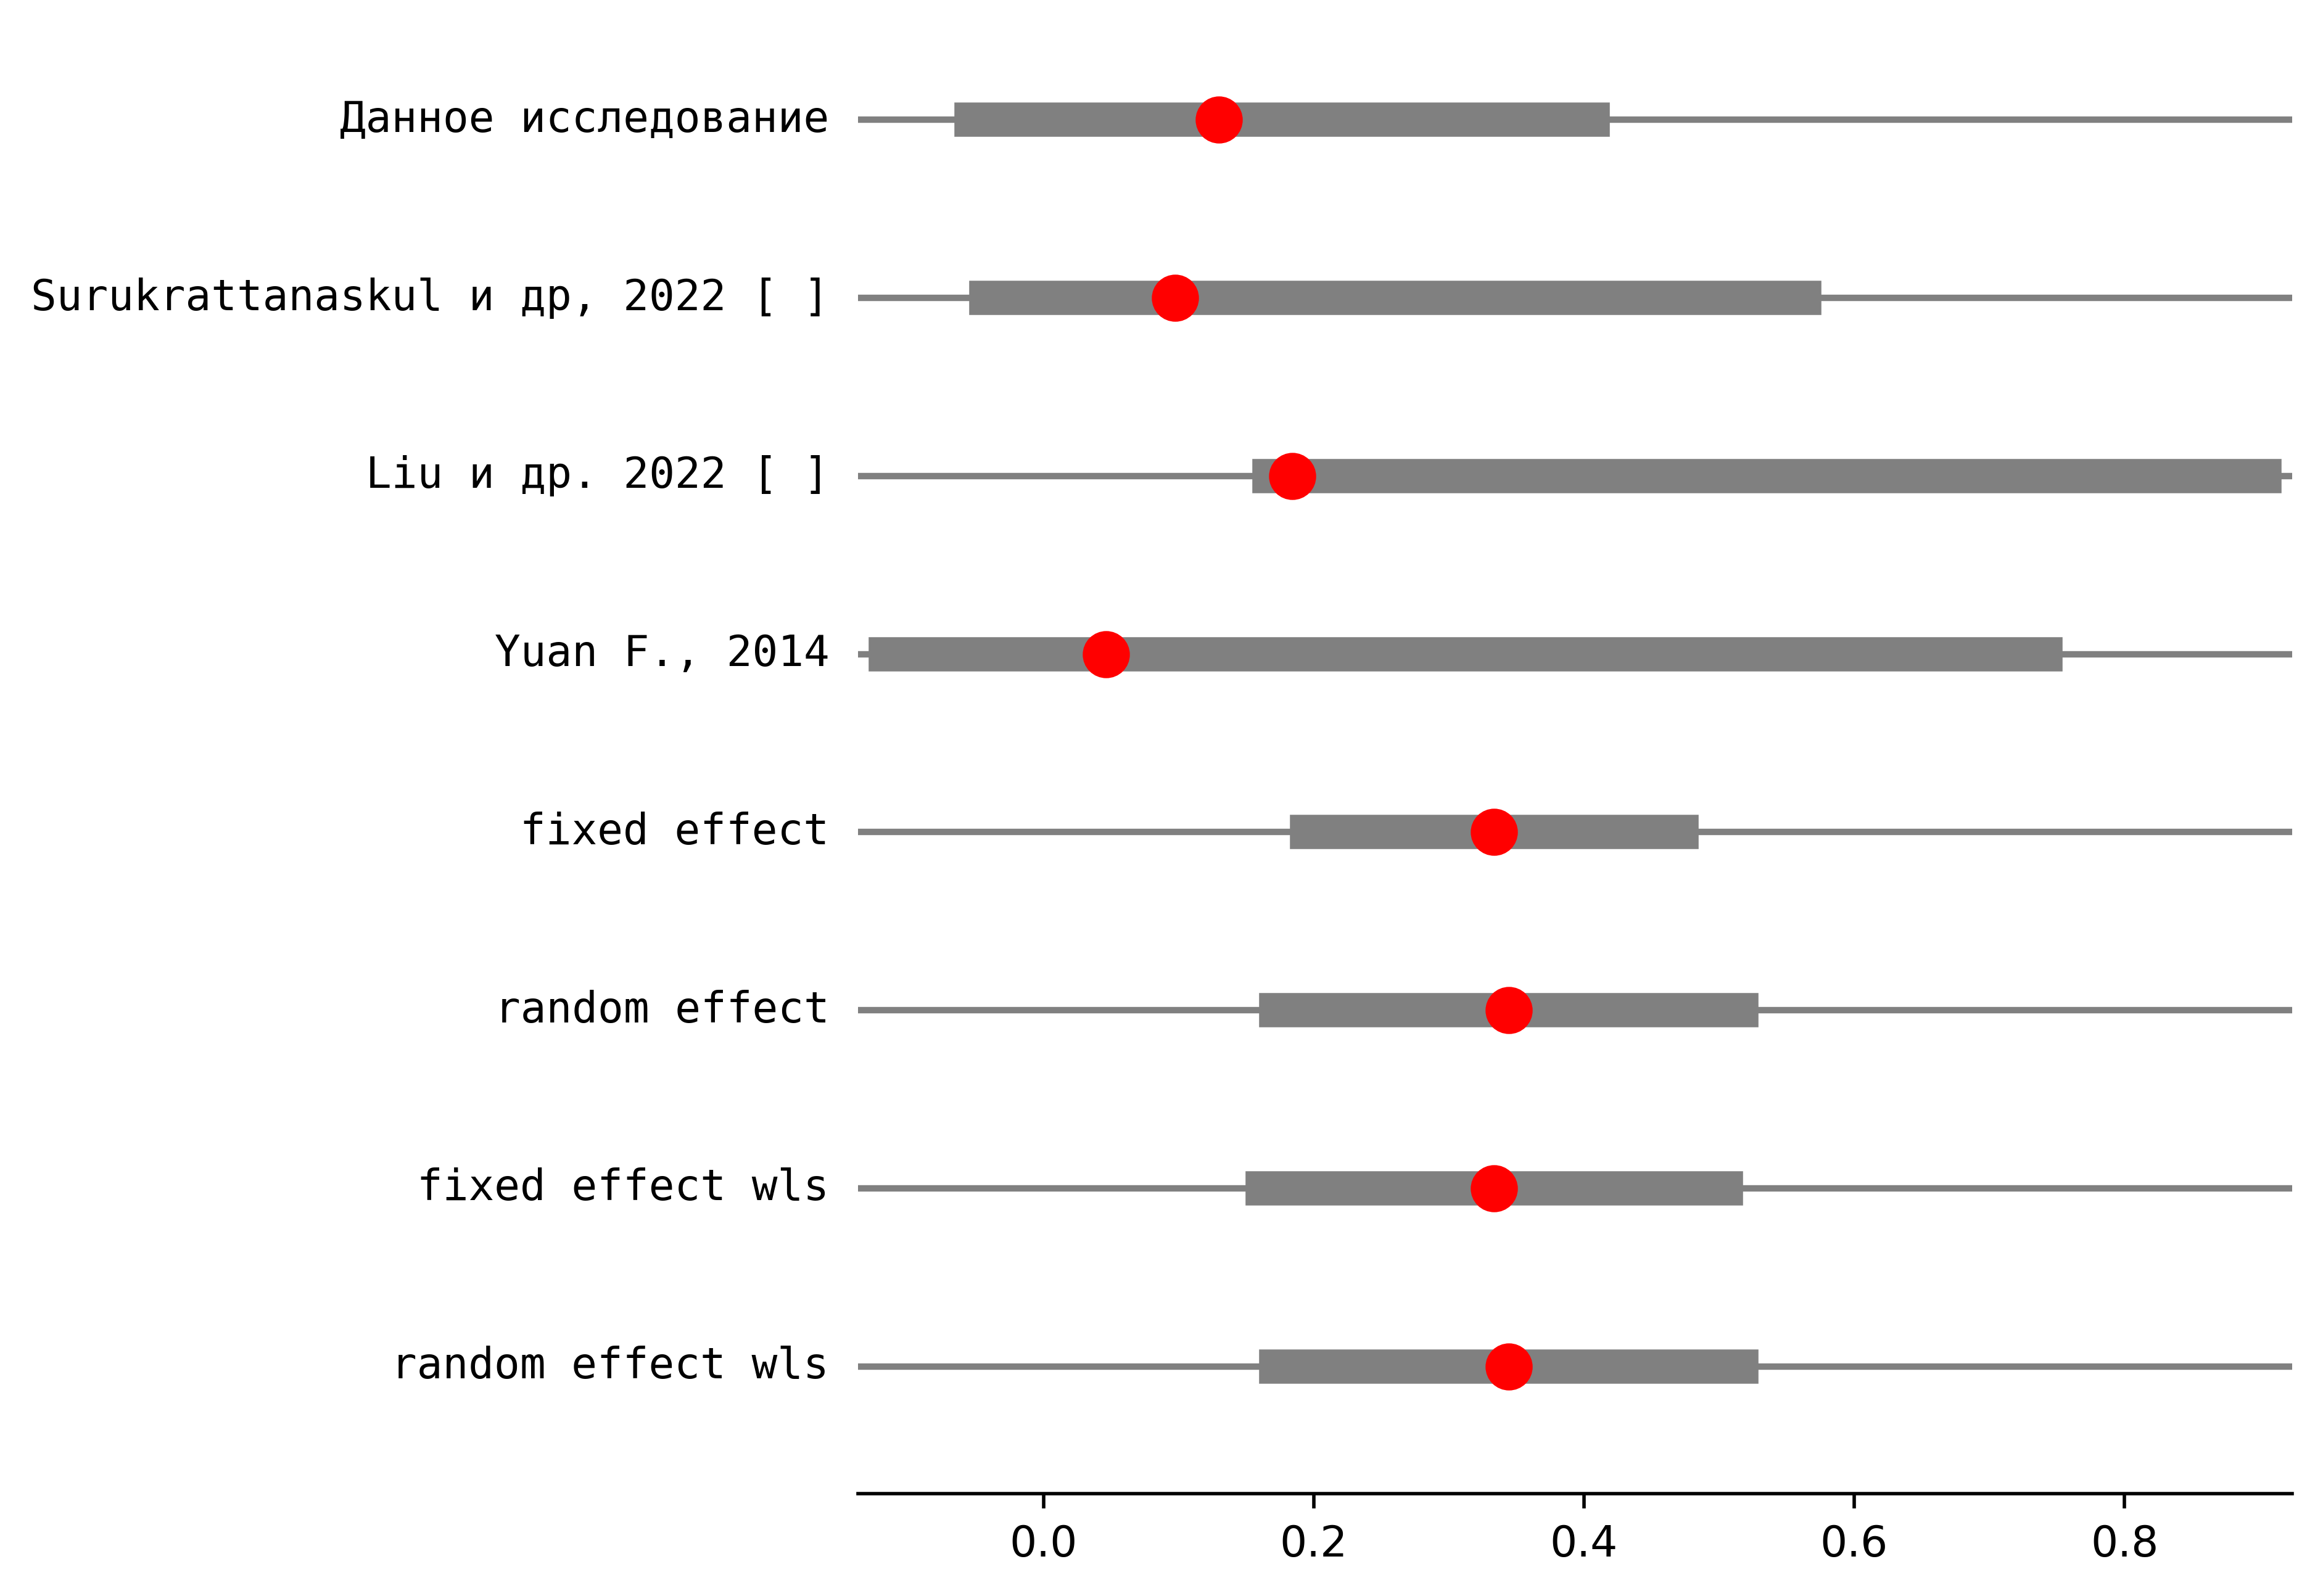 Данное исследование
Surukrattanaskul и др, 2022 [ ]
Liu и др. 2022 [ ]
Yuan F., 2014
fixed effect
random effect
fixed effect wls
random effect wls
0.0 0.2 0.4 0.6 0.8